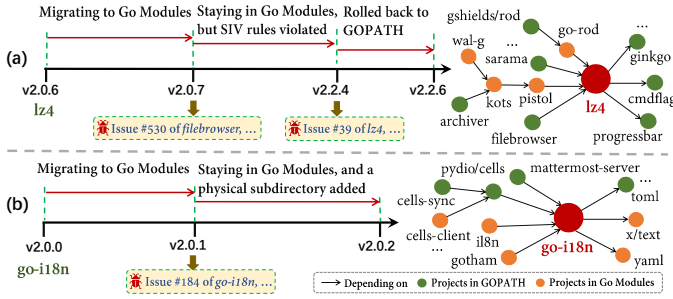 Migrating to Go Modules
Staying in Go Modules,
but SIV rules violated
Rolled back to
GOPATH
(a)
v2.0.6
v2.0.7
v2.2.4
v2.2.6
lz4
Issue #530 of filebrowser, ...
Issue #39 of lz4, ...
gshields/rod
...
go-rod
...
wal-g
sarama
ginkgo
kots
pistol
lz4
cmdflag
archiver
filebrowser
progressbar
Migrating to Go Modules
Staying in Go Modules, and a
physical subdirectory added
(b)
v2.0.0
v2.0.1
v2.0.2
go-i18n
Issue #184 of go-i18n, ...
pydio/cells
mattermost-server
...
toml
cells-sync
cells-client
il8n
go-i18n
x/text
...
gotham
yaml
Depending on
Projects in GOPATH
Projects in Go Modules